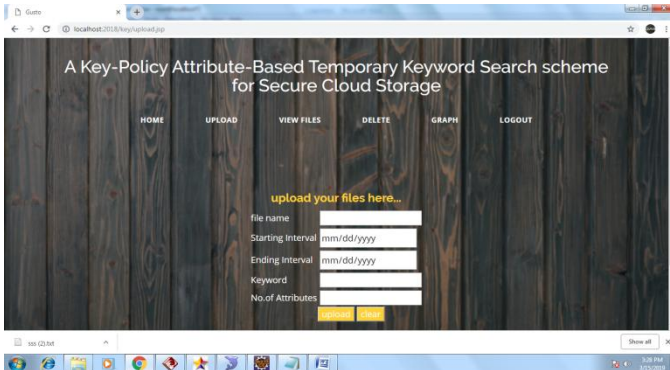 Gusto
localhost:2018/key/upload.jsp
A Key-Policy Attribute-Based Temporary Keyword Search scheme
for Secure Cloud Storage
HOME UPLOAD VIEW FILES DELETE GRAPH LOGOUT
upload your files here...
file name
Starting Interval mm/dd/yyyy
Ending Interval mm/dd/yyyy
Keyword
No.of Attributes
upload clear
sss (2).txt Show all
3:28 PM